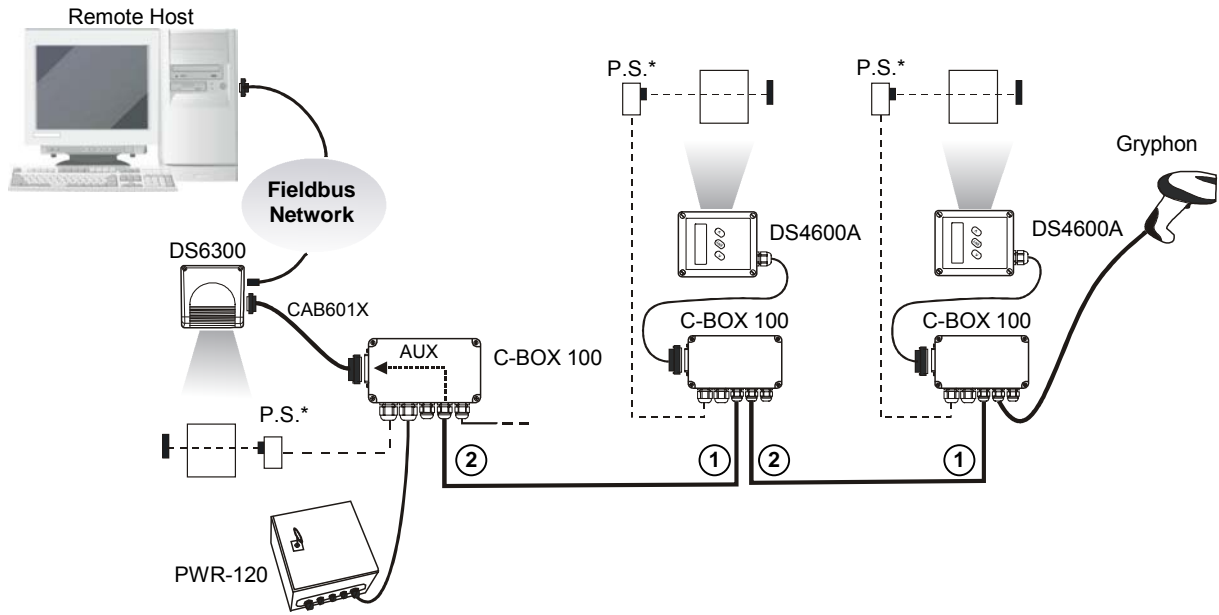 Remote Host
P.S.*
P.S.*
Gryphon
Fieldbus
Network
DS6300
DS4600A
DS4600A
CAB601X
C-BOX 100
C-BOX 100
AUX
C-BOX 100
P.S.*
2
1
2
1
PWR-120